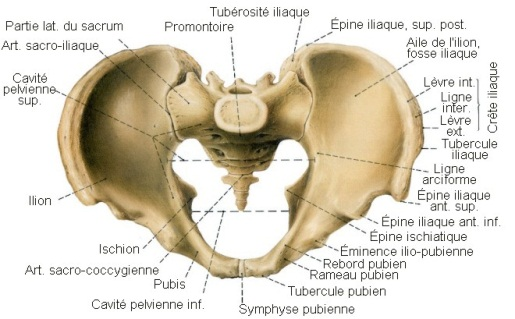 Tubérosité iliaque
Partie lat. du sacrum
Promontoire
Épine iliaque, sup. post.
Art. sacro-iliaque
Aile de l'ilion,
fosse iliaque
Cavité
pelvienne
sup.
Lèvre int.
Ligne
inter.
Lèvre
ext.
Crête iliaque
Tubercule
iliaque
Ligne
arciforme
Ilion
Épine iliaque
ant. sup.
Épine iliaque ant. inf.
Épine ischiatique
Ischion
Éminence ilio-pubienne
Art. sacro-coccygienne
Rebord pubien
Rameau pubien
Pubis
Tubercule pubien
Cavité pelvienne inf.
Symphyse pubienne